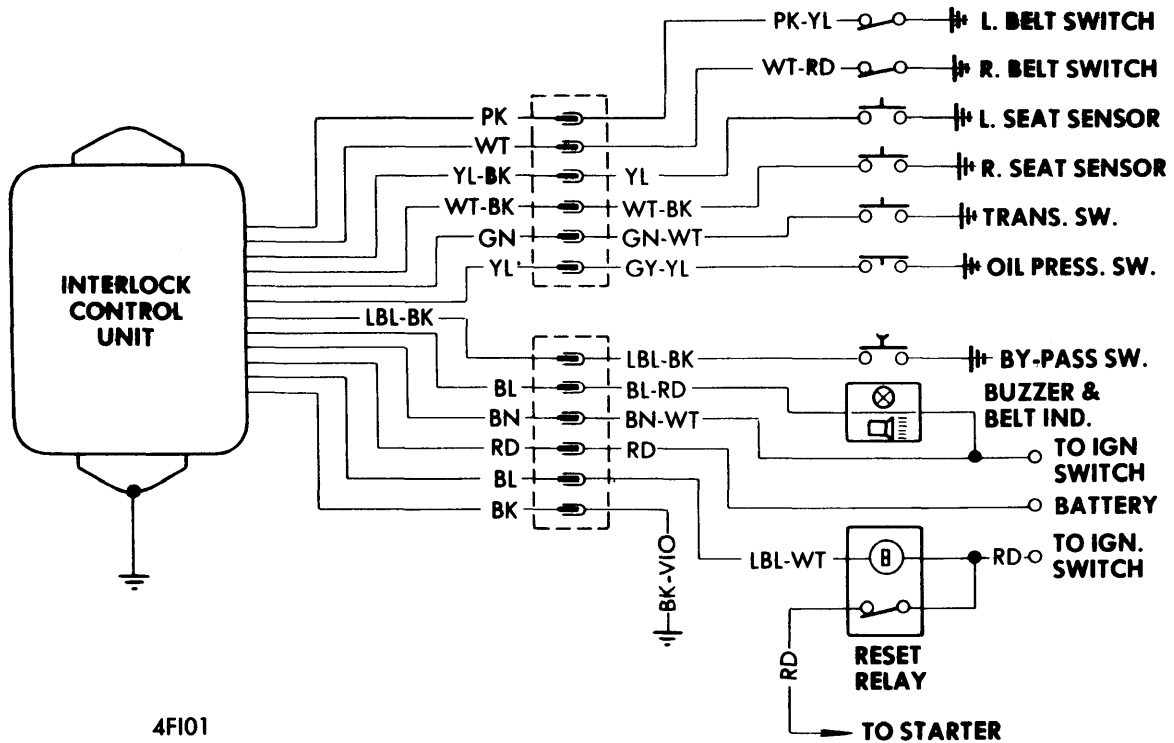 PK-YL L. BELT SWITCH
WT-RD R. BELT SWITCH
PK L. SEAT SENSOR
WT
YL-BK YL R. SEAT SENSOR
WT-BK WT-BK TRANS. SW.
GN GN-WT
YL GY-YL OIL PRESS. SW.
INTERLOCK
CONTROL
UNIT
LBL-BK
LBL-BK BY-PASS SW.
BL BL-RD BUZZER &
BELT IND.
BN BN-WT
RD RD TO IGN
SWITCH
BL
BK BATTERY
BK-VIO
LBL-WT B RD TO IGN.
SWITCH
RESET
RELAY
RD
4FI01
TO STARTER